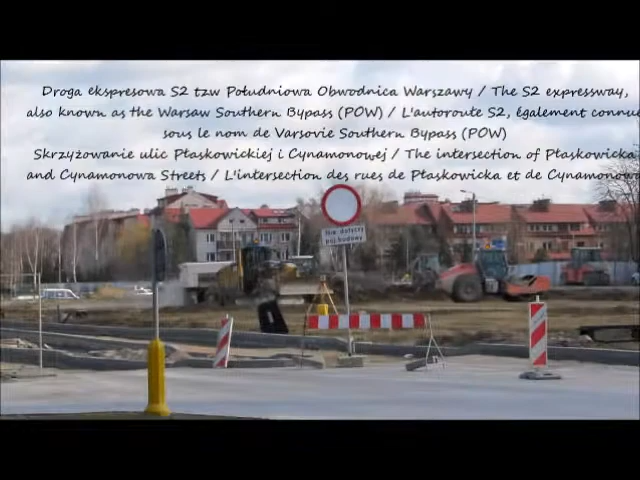 Droga ekspresowa S2 tzw Południowa Obwodnica Warszawy / The S2 expressway,
also known as the Warsaw Southern Bypass (POW) / L'autoroute S2, également connue
sous le nom de Varsovie Southern Bypass (POW)
Skrzyżowanie ulic Płaskowickiej i Cynamonowej / The intersection of Płaskowicka
and Cynamonowa Streets / L'intersection des rues de Płaskowicka et de Cynamonowa
Nie dotyczy
poj. budowy